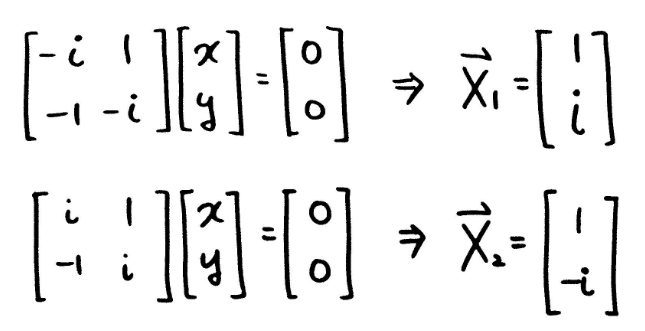 [-i 1; -1 -i][x; y] = [0; 0] ⇒ X⃗₁ = [1; i]
[i 1; -1 i][x; y] = [0; 0] ⇒ X⃗₂ = [1; -i]